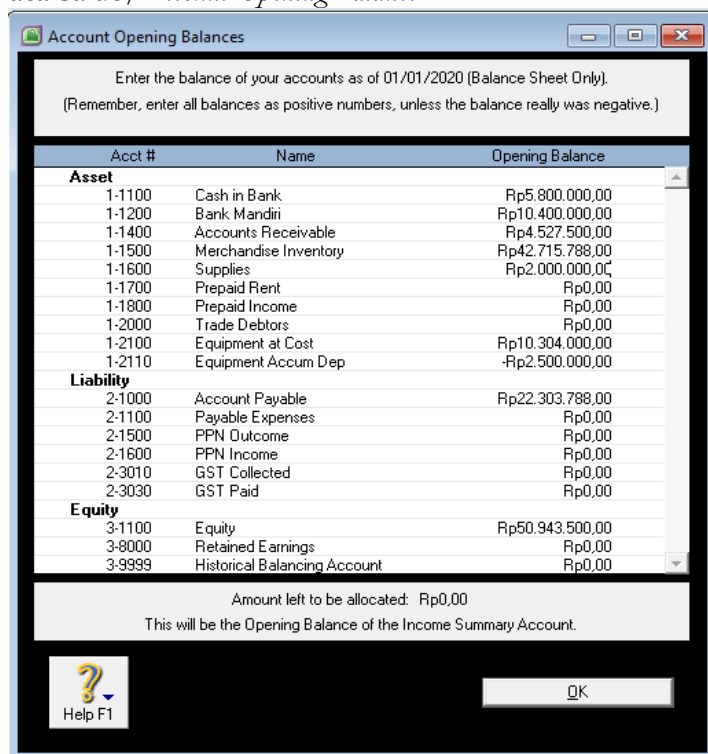 Account Opening Balances
Enter the balance of your accounts as of 01/01/2020 (Balance Sheet Only).
(Remember, enter all balances as positive numbers, unless the balance really was negative.)
Acct # Name Opening Balance
Asset
1-1100 Cash in Bank Rp5.800.000,00
1-1200 Bank Mandiri Rp10.400.000,00
1-1400 Accounts Receivable Rp4.527.500,00
1-1500 Merchandise Inventory Rp42.715.788,00
1-1600 Supplies Rp2.000.000,00
1-1700 Prepaid Rent Rp0,00
1-1800 Prepaid Income Rp0,00
1-2000 Trade Debtors Rp0,00
1-2100 Equipment at Cost Rp10.304.000,00
1-2110 Equipment Accum Dep -Rp2.500.000,00
Liability
2-1000 Account Payable Rp22.303.788,00
2-1100 Payable Expenses Rp0,00
2-1500 PPN Outcome Rp0,00
2-1600 PPN Income Rp0,00
2-3010 GST Collected Rp0,00
2-3030 GST Paid Rp0,00
Equity
3-1100 Equity Rp50.943.500,00
3-8000 Retained Earnings Rp0,00
3-9999 Historical Balancing Account Rp0,00
Amount left to be allocated: Rp0,00
This will be the Opening Balance of the Income Summary Account.
Help F1
OK